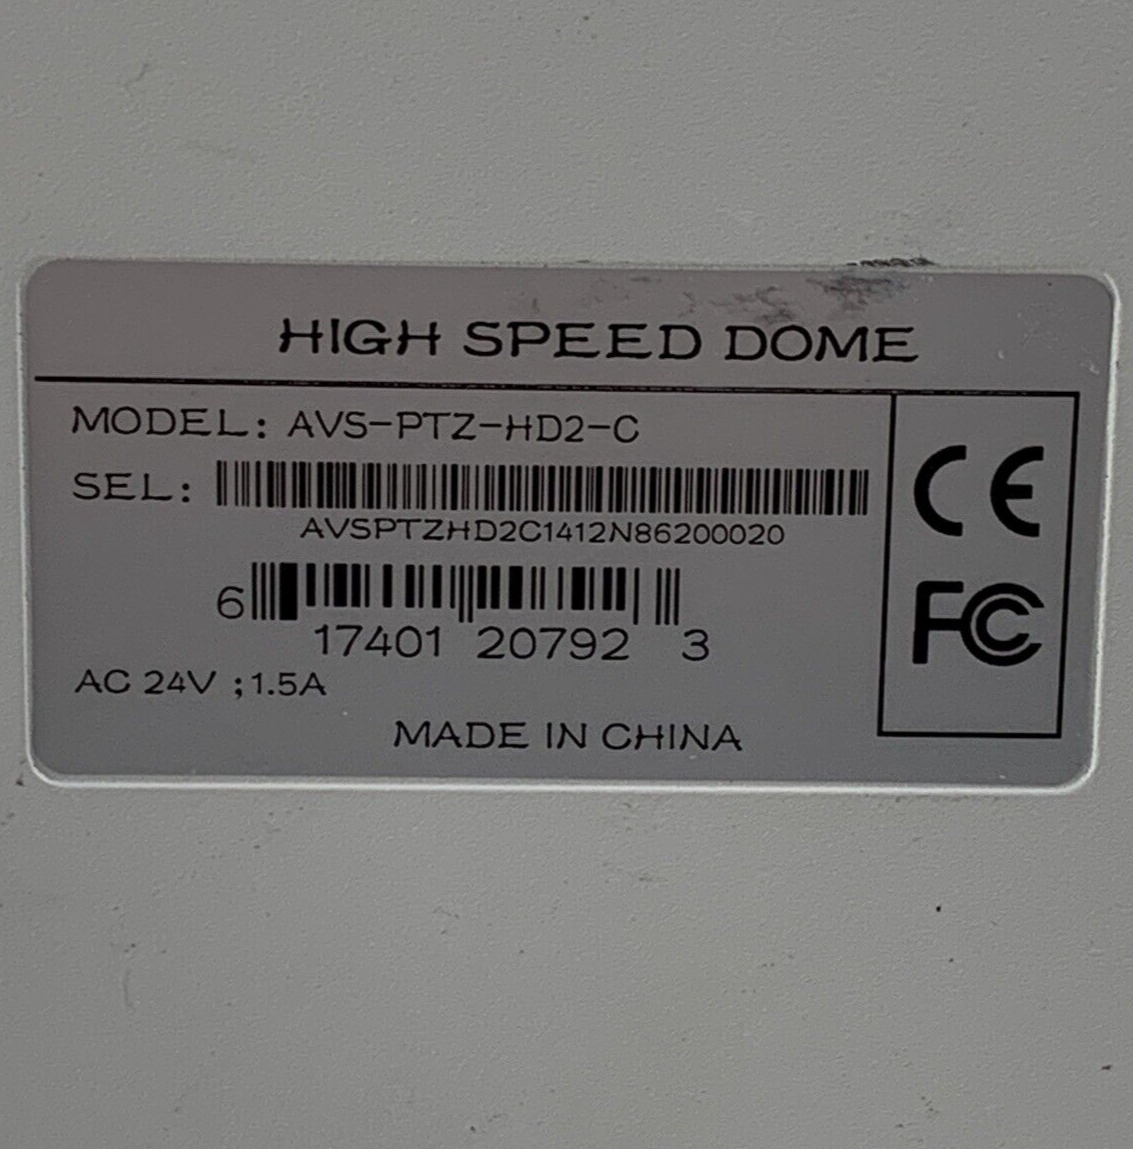 HIGH SPEED DOME
MODEL: AVS-PTZ-HD2-C
SEL:
AVSPTZHD2C1412N86200020
6 17401 20792 3
AC 24V ;1.5A
MADE IN CHINA
CE
FC